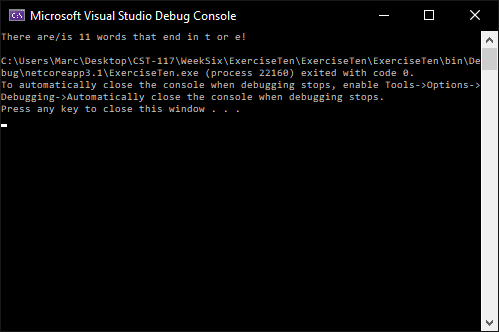 Microsoft Visual Studio Debug Console
There are/is 11 words that end in t or e!
C:\Users\Marc\Desktop\CST-117\WeekSix\ExerciseTen\ExerciseTen\ExerciseTen\bin\De
bug\netcoreapp3.1\ExerciseTen.exe (process 22160) exited with code 0.
To automatically close the console when debugging stops, enable Tools->Options->
Debugging->Automatically close the console when debugging stops.
Press any key to close this window . . .